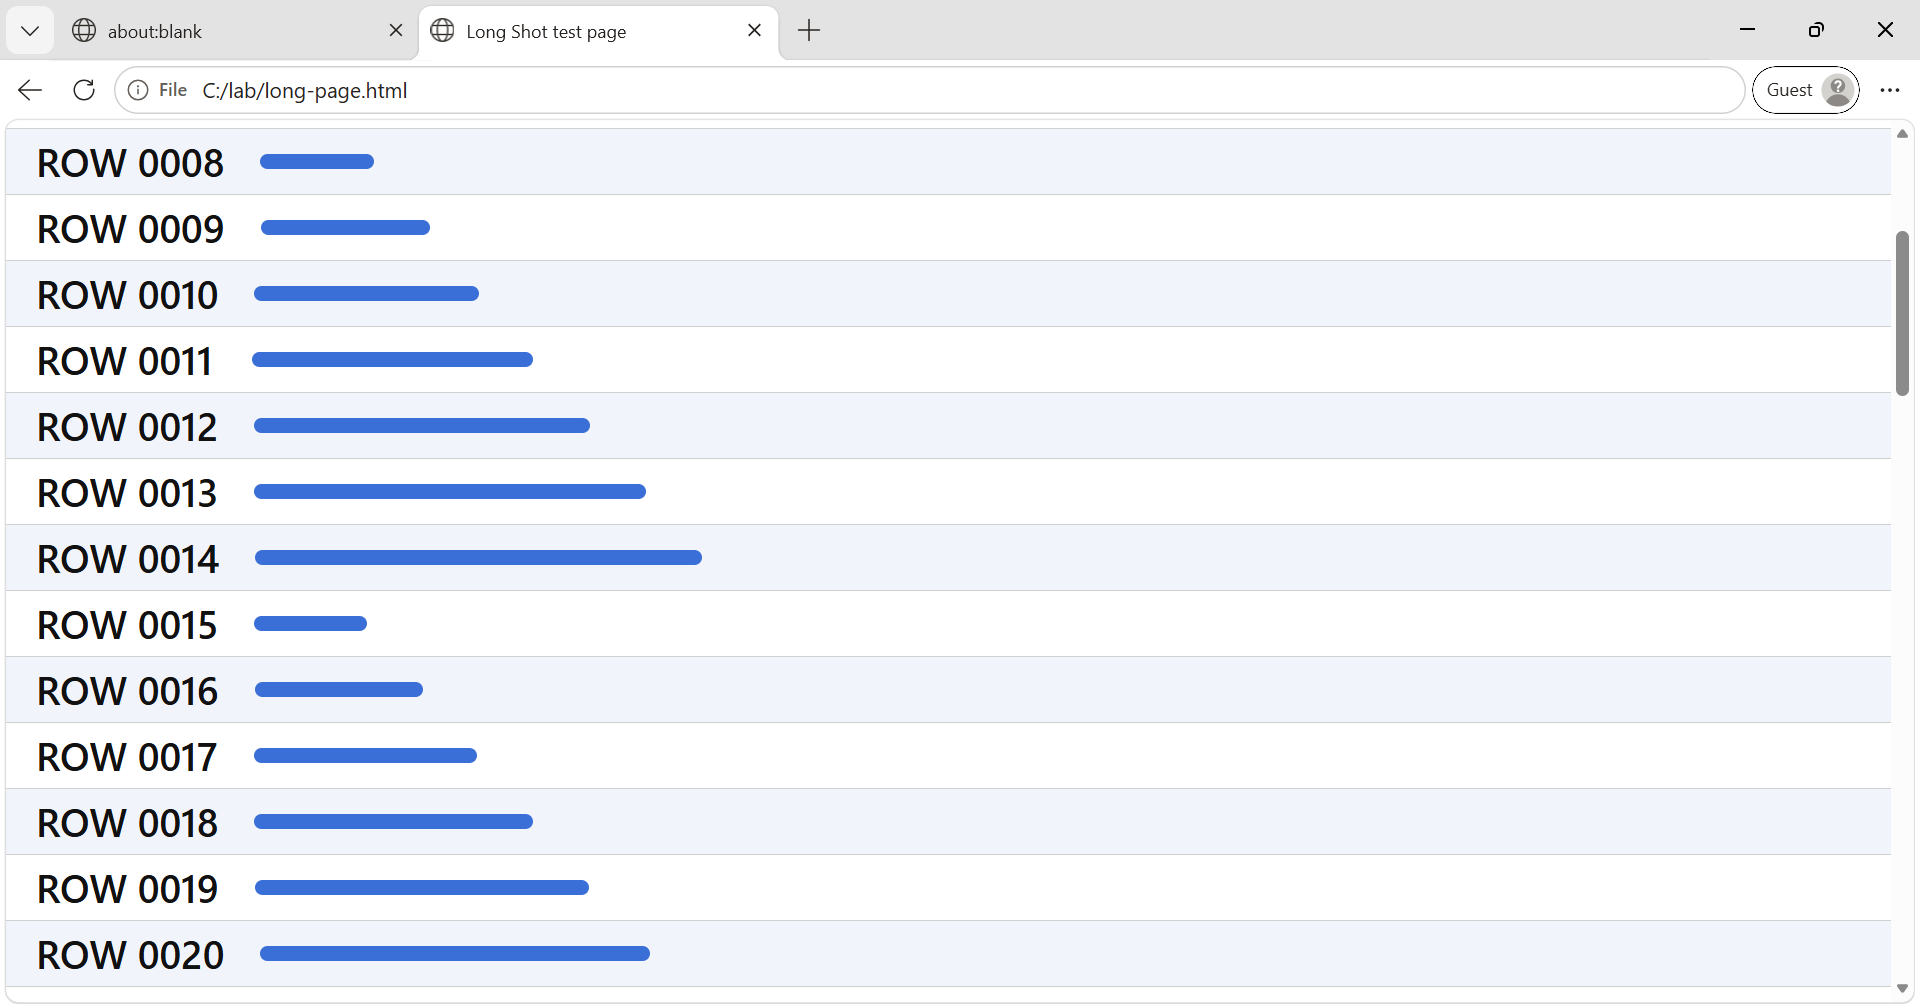 about:blank
Long Shot test page
File C:/lab/long-page.html
Guest
ROW 0008
ROW 0009
ROW 0010
ROW 0011
ROW 0012
ROW 0013
ROW 0014
ROW 0015
ROW 0016
ROW 0017
ROW 0018
ROW 0019
ROW 0020